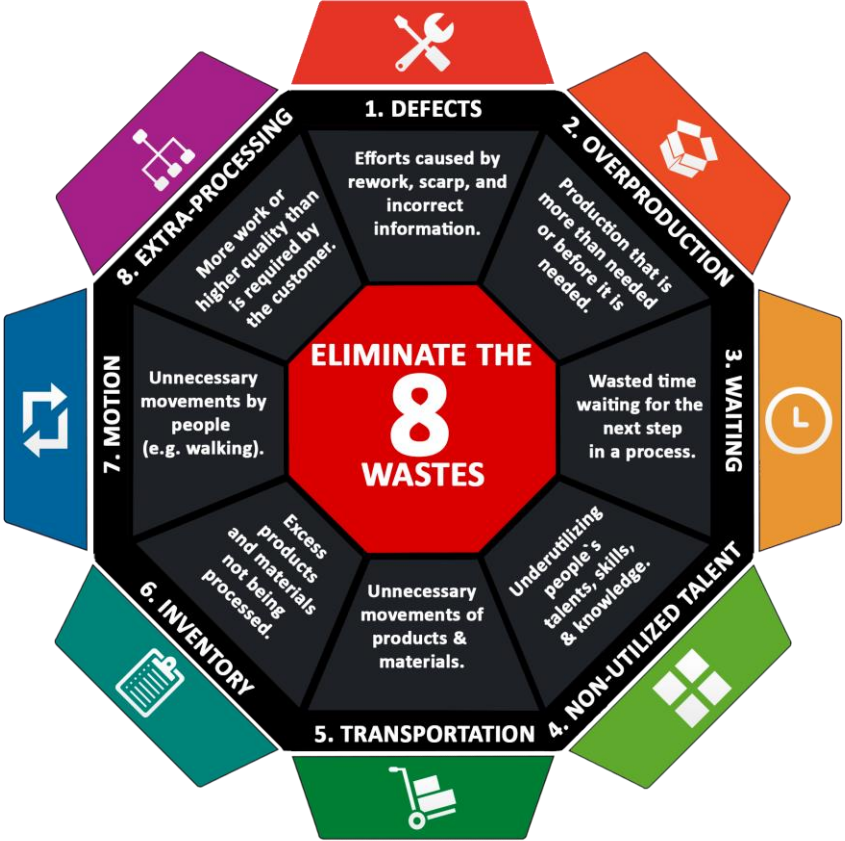 1. DEFECTS
Efforts caused by
rework, scarp, and
incorrect
information.
2. OVERPRODUCTION
Production that is
more than needed
or before it is
needed.
3. WAITING
Wasted time
waiting for the
next step
in a process.
4. NON-UTILIZED TALENT
Underutilizing
people`s
talents, skills,
& knowledge.
5. TRANSPORTATION
Unnecessary
movements of
products &
materials.
6. INVENTORY
Excess
products
and materials
not being
processed.
7. MOTION
Unnecessary
movements by
people
(e.g. walking).
8. EXTRA-PROCESSING
More work or
higher quality than
is required by
the customer.
ELIMINATE THE
8
WASTES